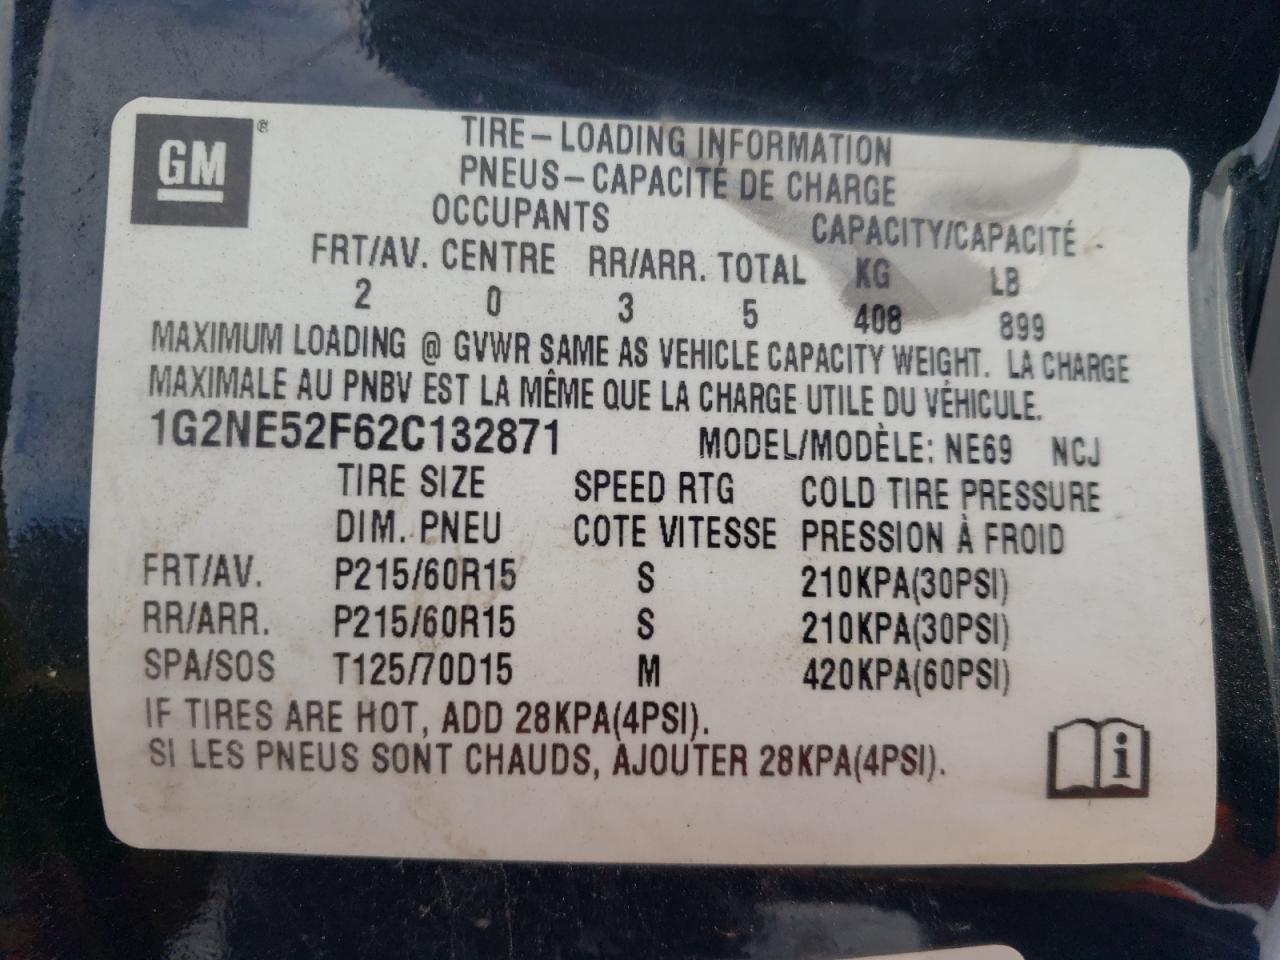 GM ®
TIRE-LOADING INFORMATION
PNEUS-CAPACITÉ DE CHARGE
OCCUPANTS CAPACITY/CAPACITÉ
FRT/AV. CENTRE RR/ARR. TOTAL KG LB
2 0 3 5 408 899
MAXIMUM LOADING @ GVWR SAME AS VEHICLE CAPACITY WEIGHT. LA CHARGE
MAXIMALE AU PNBV EST LA MÊME QUE LA CHARGE UTILE DU VÉHICULE.
1G2NE52F62C132871 MODEL/MODÈLE: NE69 NCJ
TIRE SIZE SPEED RTG COLD TIRE PRESSURE
DIM. PNEU COTE VITESSE PRESSION À FROID
FRT/AV. P215/60R15 S 210KPA(30PSI)
RR/ARR. P215/60R15 S 210KPA(30PSI)
SPA/SOS T125/70D15 M 420KPA(60PSI)
IF TIRES ARE HOT, ADD 28KPA(4PSI).
SI LES PNEUS SONT CHAUDS, AJOUTER 28KPA(4PSI).
i